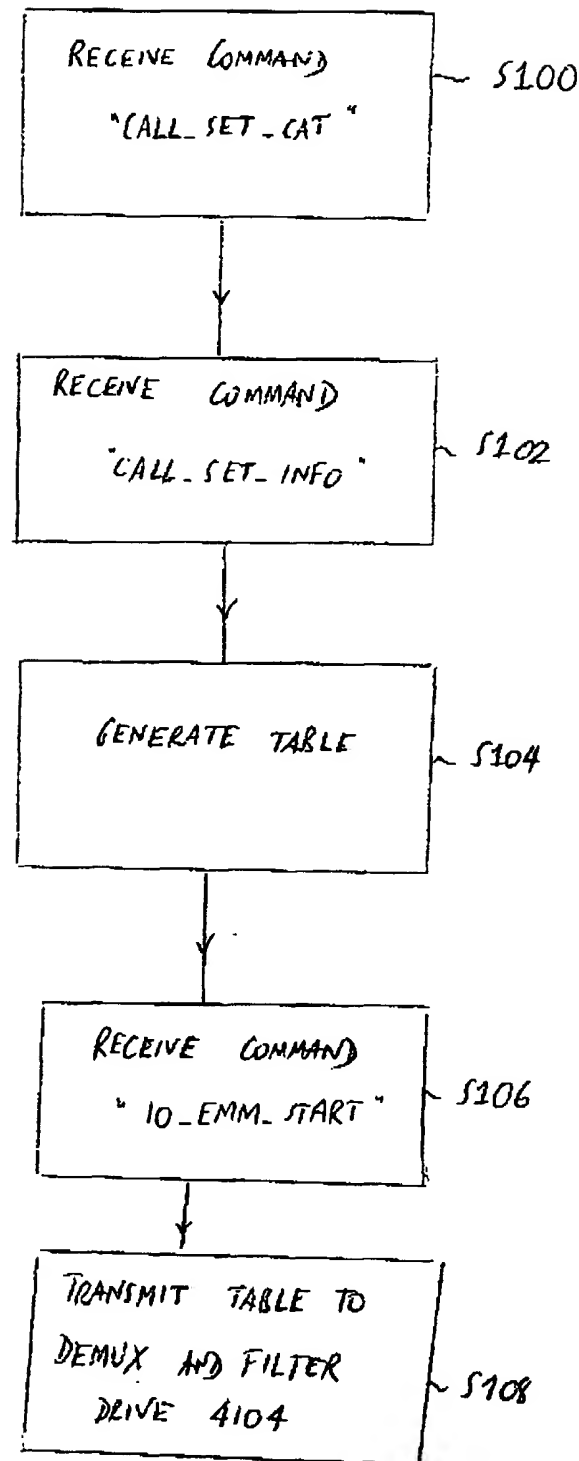 RECEIVE COMMAND
"CALL_SET_CAT"
S100
RECEIVE COMMAND
"CALL_SET_INFO"
S102
GENERATE TABLE
S104
RECEIVE COMMAND
"IO_EMM_START"
S106
TRANSMIT TABLE TO
DEMUX AND FILTER
DRIVE 4104
S108